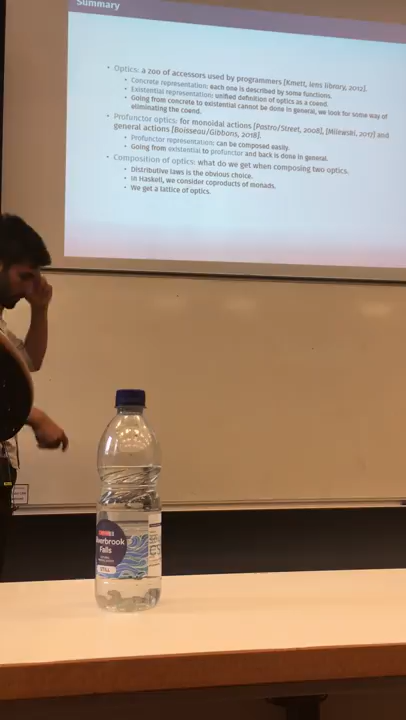 Summary
• Optics: a zoo of accessors used by programmers [Kmett, lens library, 2012].
• Concrete representation: each one is described by some functions.
• Existential representation: unified definition of optics as a coend.
• Going from concrete to existential cannot be done in general, we look for some way of
eliminating the coend.
• Profunctor optics: for monoidal actions [Pastro/Street, 2008], [Milewski, 2017] and
general actions [Boisseau/Gibbons, 2018].
• Profunctor representation: can be composed easily.
• Going from existential to profunctor and back is done in general.
• Composition of optics: what do we get when composing two optics.
• Distributive laws is the obvious choice.
• In Haskell, we consider coproducts of monads.
• We get a lattice of optics.
Falls
STILL